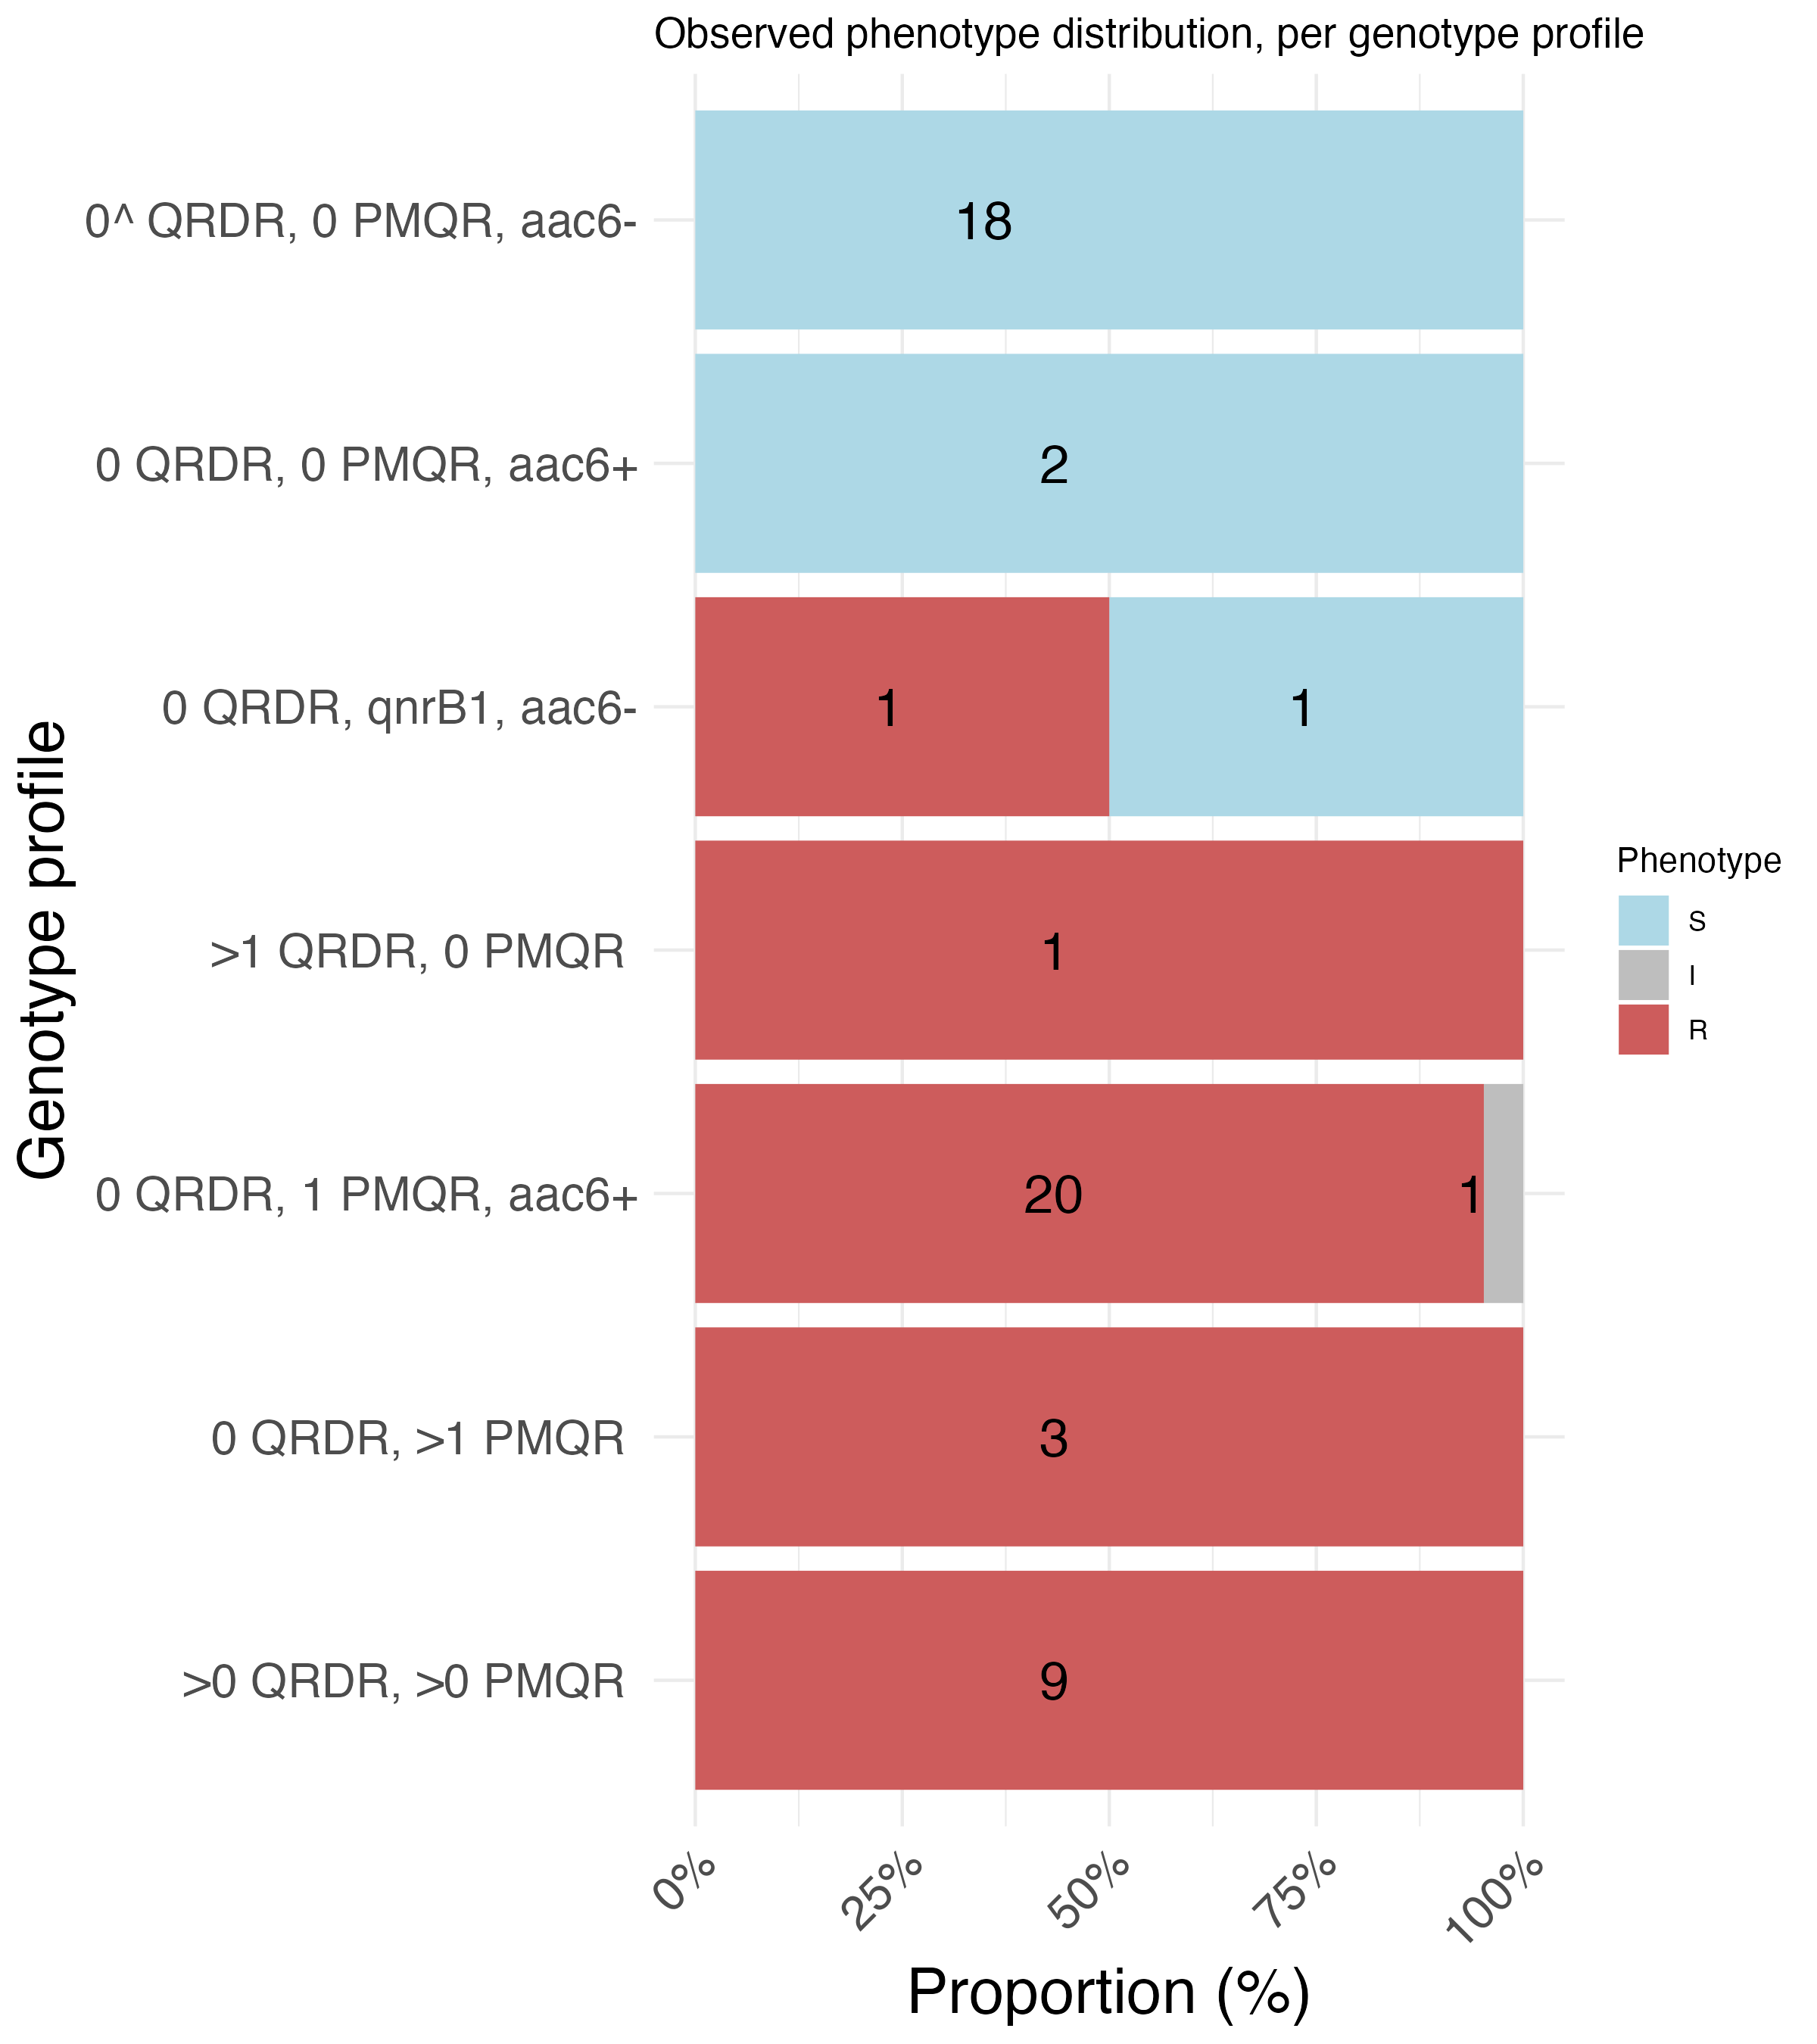 Observed phenotype distribution, per genotype profile
Genotype profile
0^ QRDR, 0 PMQR, aac6-
18
0 QRDR, 0 PMQR, aac6+
2
0 QRDR, qnrB1, aac6-
1 1
>1 QRDR, 0 PMQR
1
0 QRDR, 1 PMQR, aac6+
20 1
0 QRDR, >1 PMQR
3
>0 QRDR, >0 PMQR
9
0% 25% 50% 75% 100%
Proportion (%)
Phenotype
S
I
R